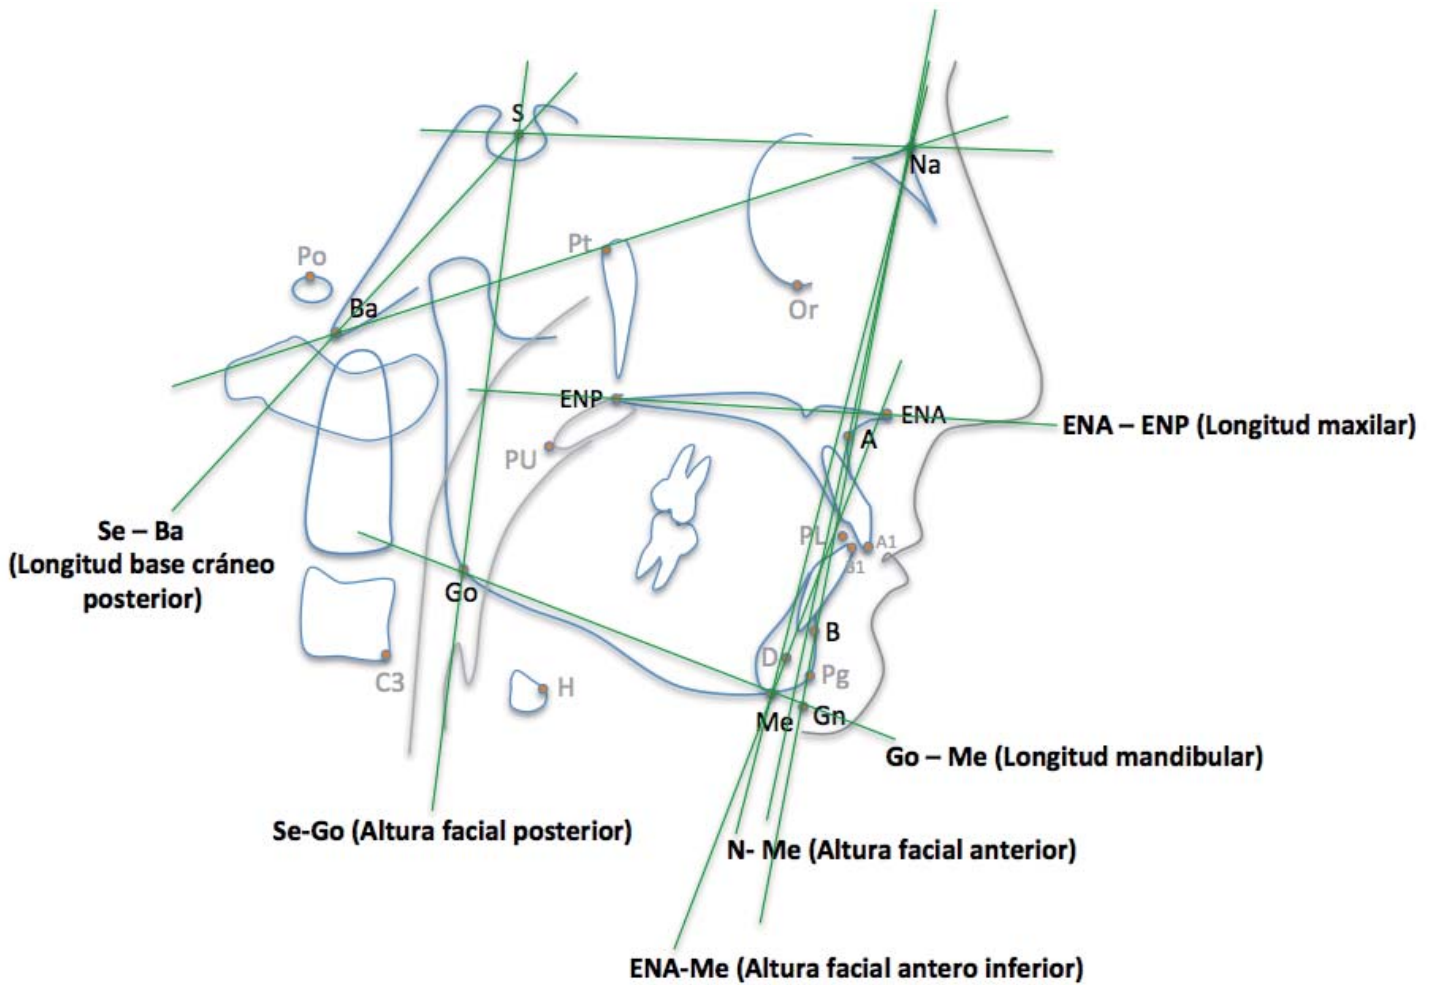 S
Na
Pt
Po
Or
Ba
ENP
ENA
ENA – ENP (Longitud maxilar)
A
PU
Se – Ba
(Longitud base cráneo
posterior)
PL
A1
B1
Go
B
D
Pg
C3
H
Me
Gn
Go – Me (Longitud mandibular)
Se-Go (Altura facial posterior)
N- Me (Altura facial anterior)
ENA-Me (Altura facial antero inferior)